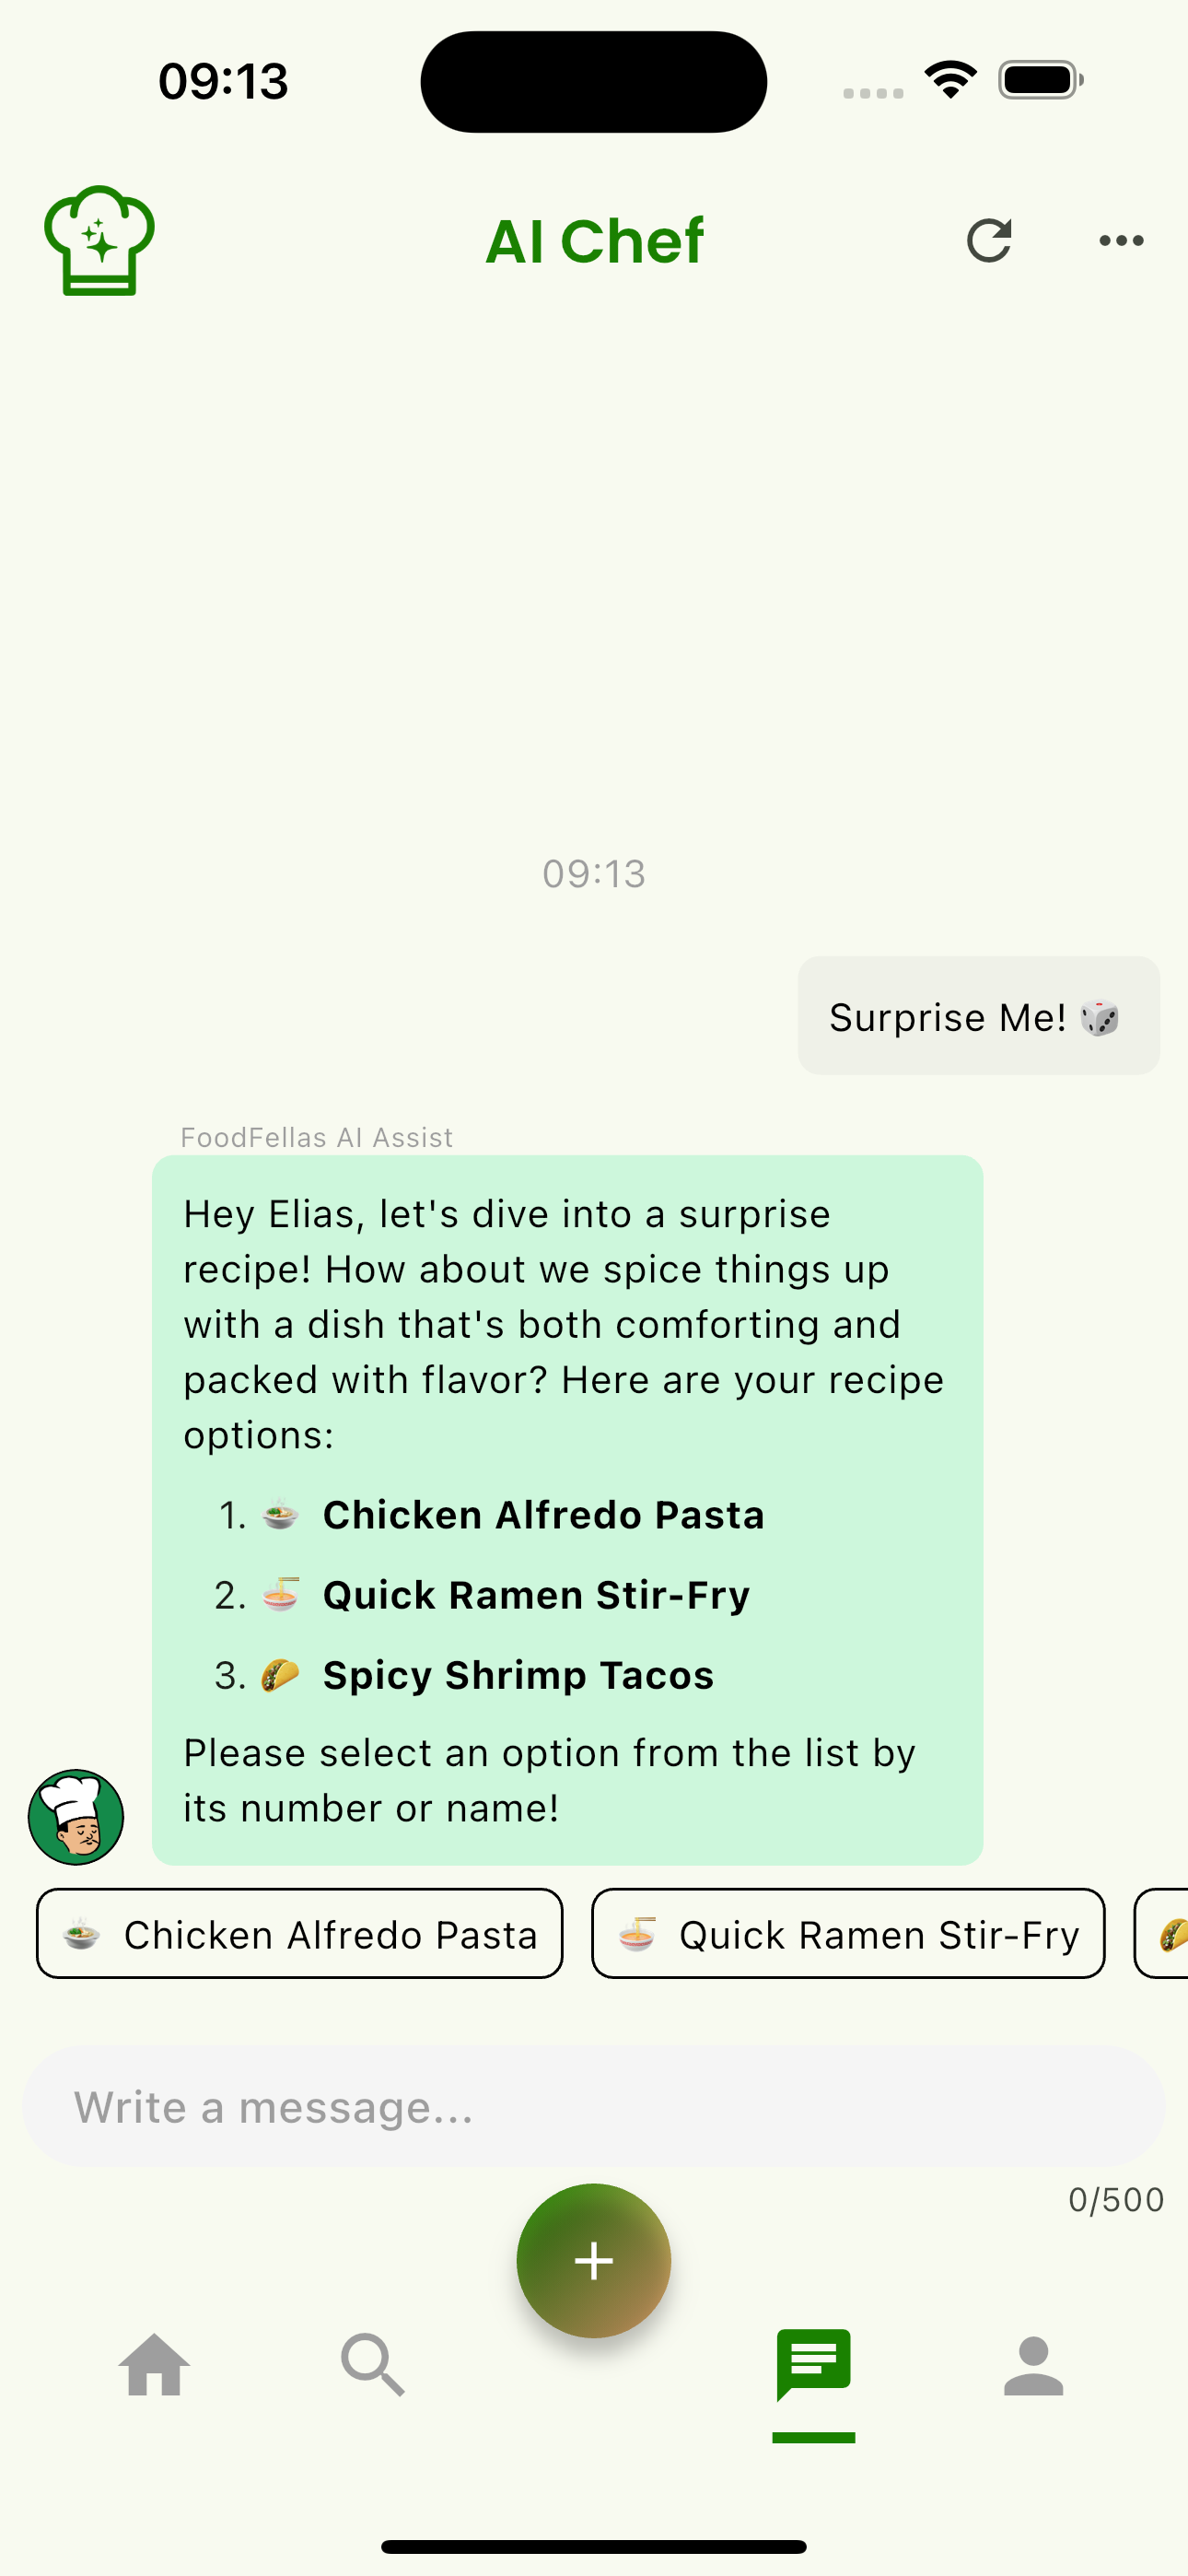 09:13
AI Chef
09:13
Surprise Me! 🎲
FoodFellas AI Assist
Hey Elias, let's dive into a surprise
recipe! How about we spice things up
with a dish that's both comforting and
packed with flavor? Here are your recipe
options:
1. 🍲 Chicken Alfredo Pasta
2. 🍜 Quick Ramen Stir-Fry
3. 🌮 Spicy Shrimp Tacos
Please select an option from the list by
its number or name!
🍲 Chicken Alfredo Pasta
🍜 Quick Ramen Stir-Fry
🌮
Write a message...
0/500